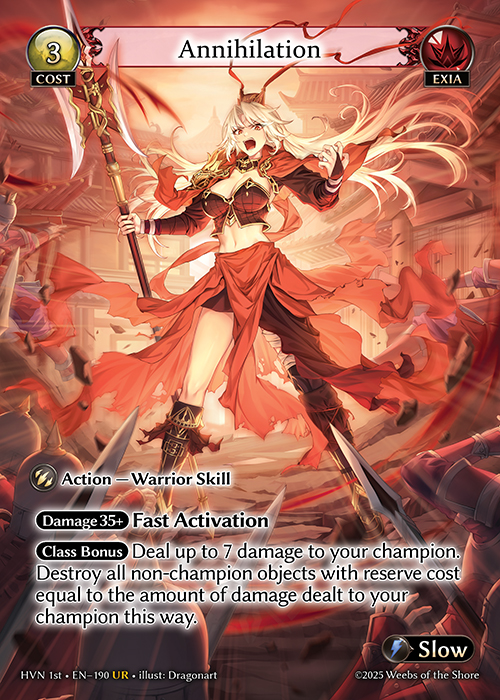 3
COST
Annihilation
EXIA
Action — Warrior Skill
Damage 35+ Fast Activation
Class Bonus Deal up to 7 damage to your champion.
Destroy all non-champion objects with reserve cost
equal to the amount of damage dealt to your
champion this way.
Slow
HVN 1st • EN-190 UR • illust: Dragonart
©2025 Weebs of the Shore